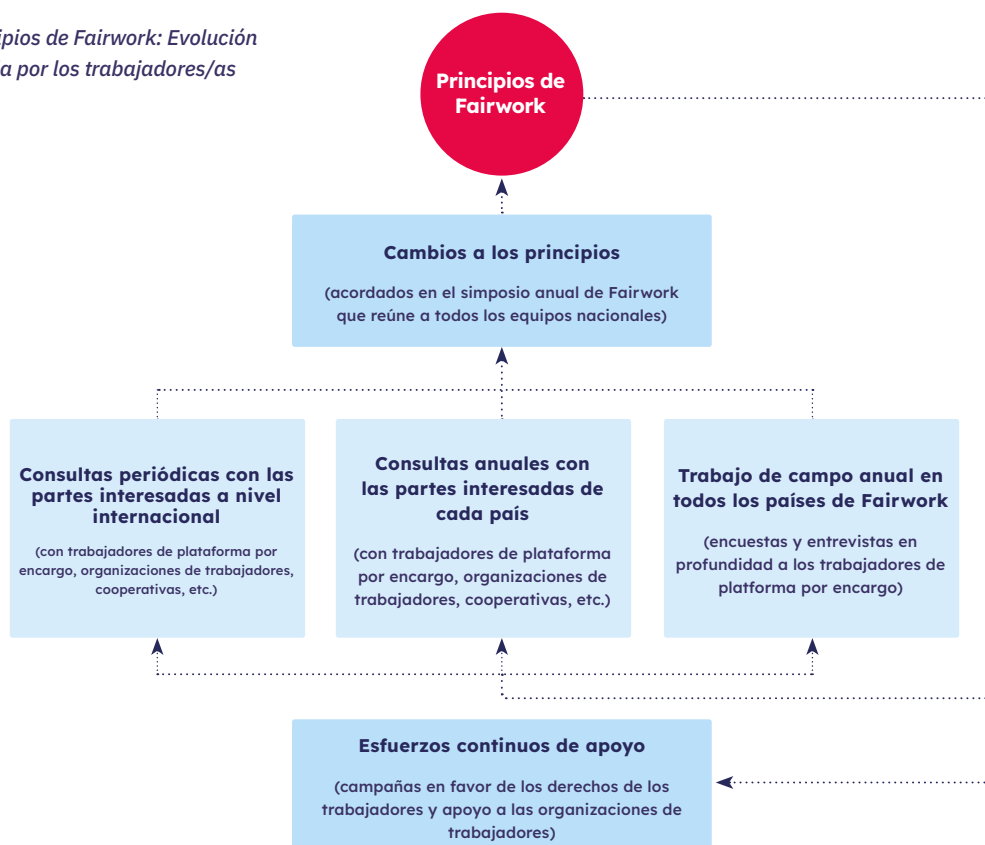 ipios de Fairwork: Evolución
a por los trabajadores/as
Principios de
Fairwork
Cambios a los principios
(acordados en el simposio anual de Fairwork
que reúne a todos los equipos nacionales)
Consultas periódicas con las
partes interesadas a nivel
internacional
(con trabajadores de plataforma por
encargo, organizaciones de trabajadores,
cooperativas, etc.)
Consultas anuales con
las partes interesadas de
cada país
(con trabajadores de plataforma
por encargo, organizaciones de
trabajadores, cooperativas, etc.)
Trabajo de campo anual en
todos los países de Fairwork
(encuestas y entrevistas en
profundidad a los trabajadores de
platforma por encargo)
Esfuerzos continuos de apoyo
(campañas en favor de los derechos de los
trabajadores y apoyo a las organizaciones de
trabajadores)